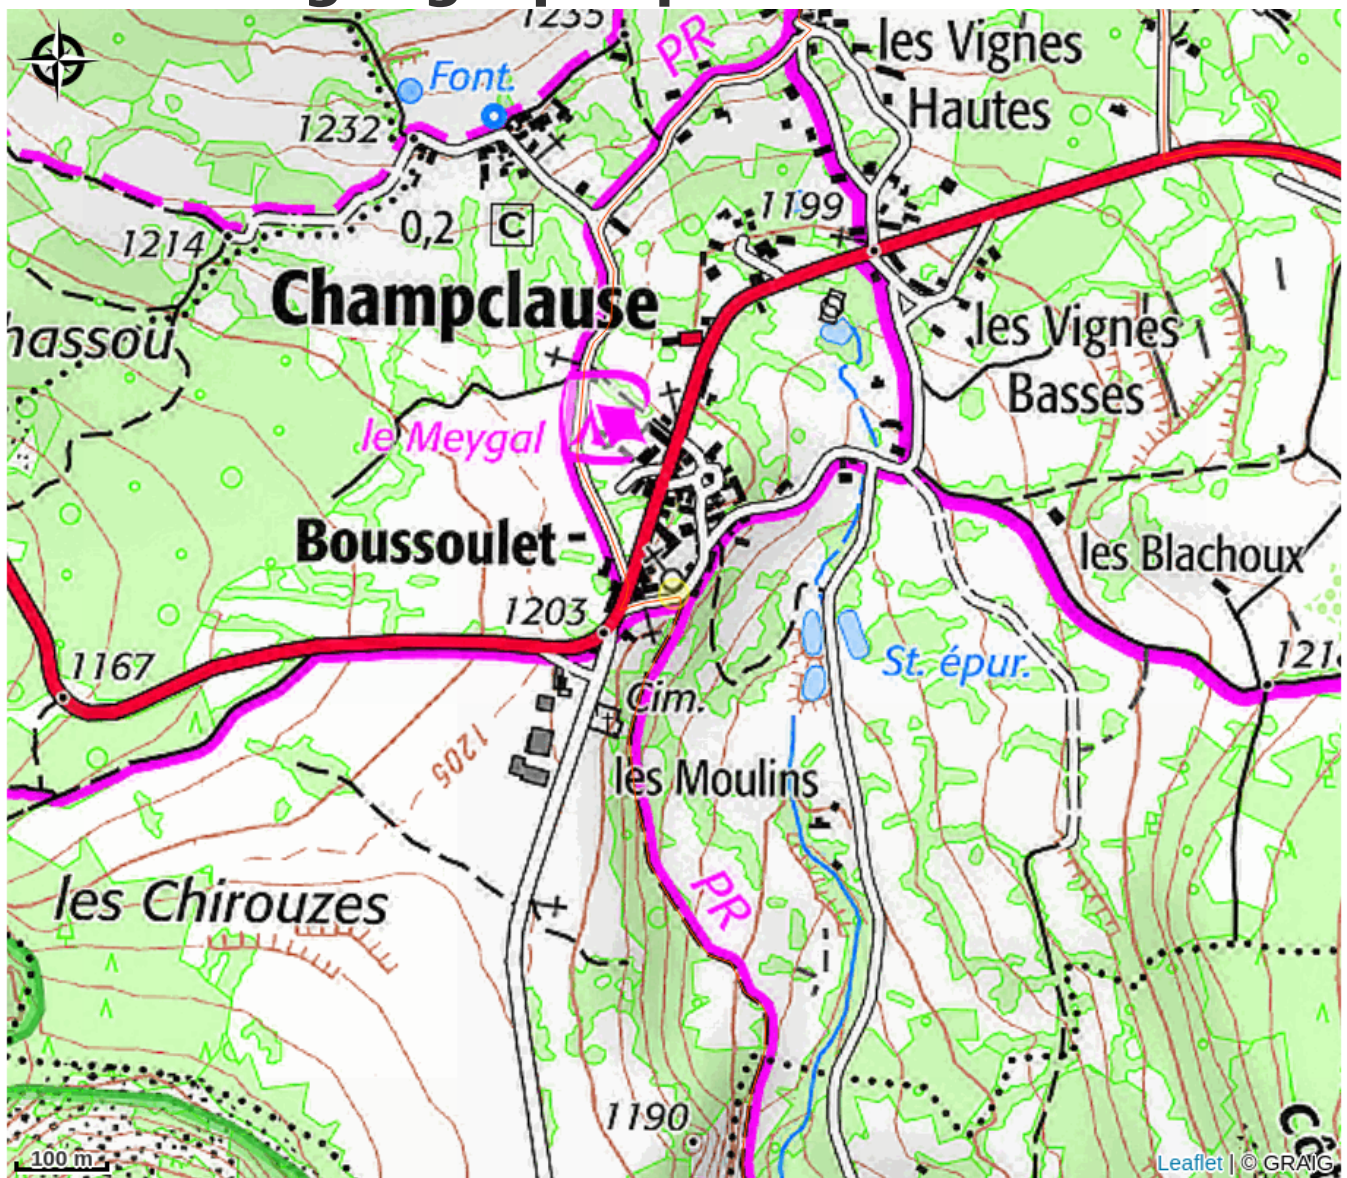 1235
PR
les Vignes
Hautes
Font.
1232
1199
0,2
C
1214
Champclause
les Vignes
Basses
hassou
le Meygal
Boussoulet -
les Blachoux
1203
1167
St. épur.
121
Cim.
1205
les Moulins
les Chirouzes
PR
1190
Cô
100 m
Leaflet | © GRAIG